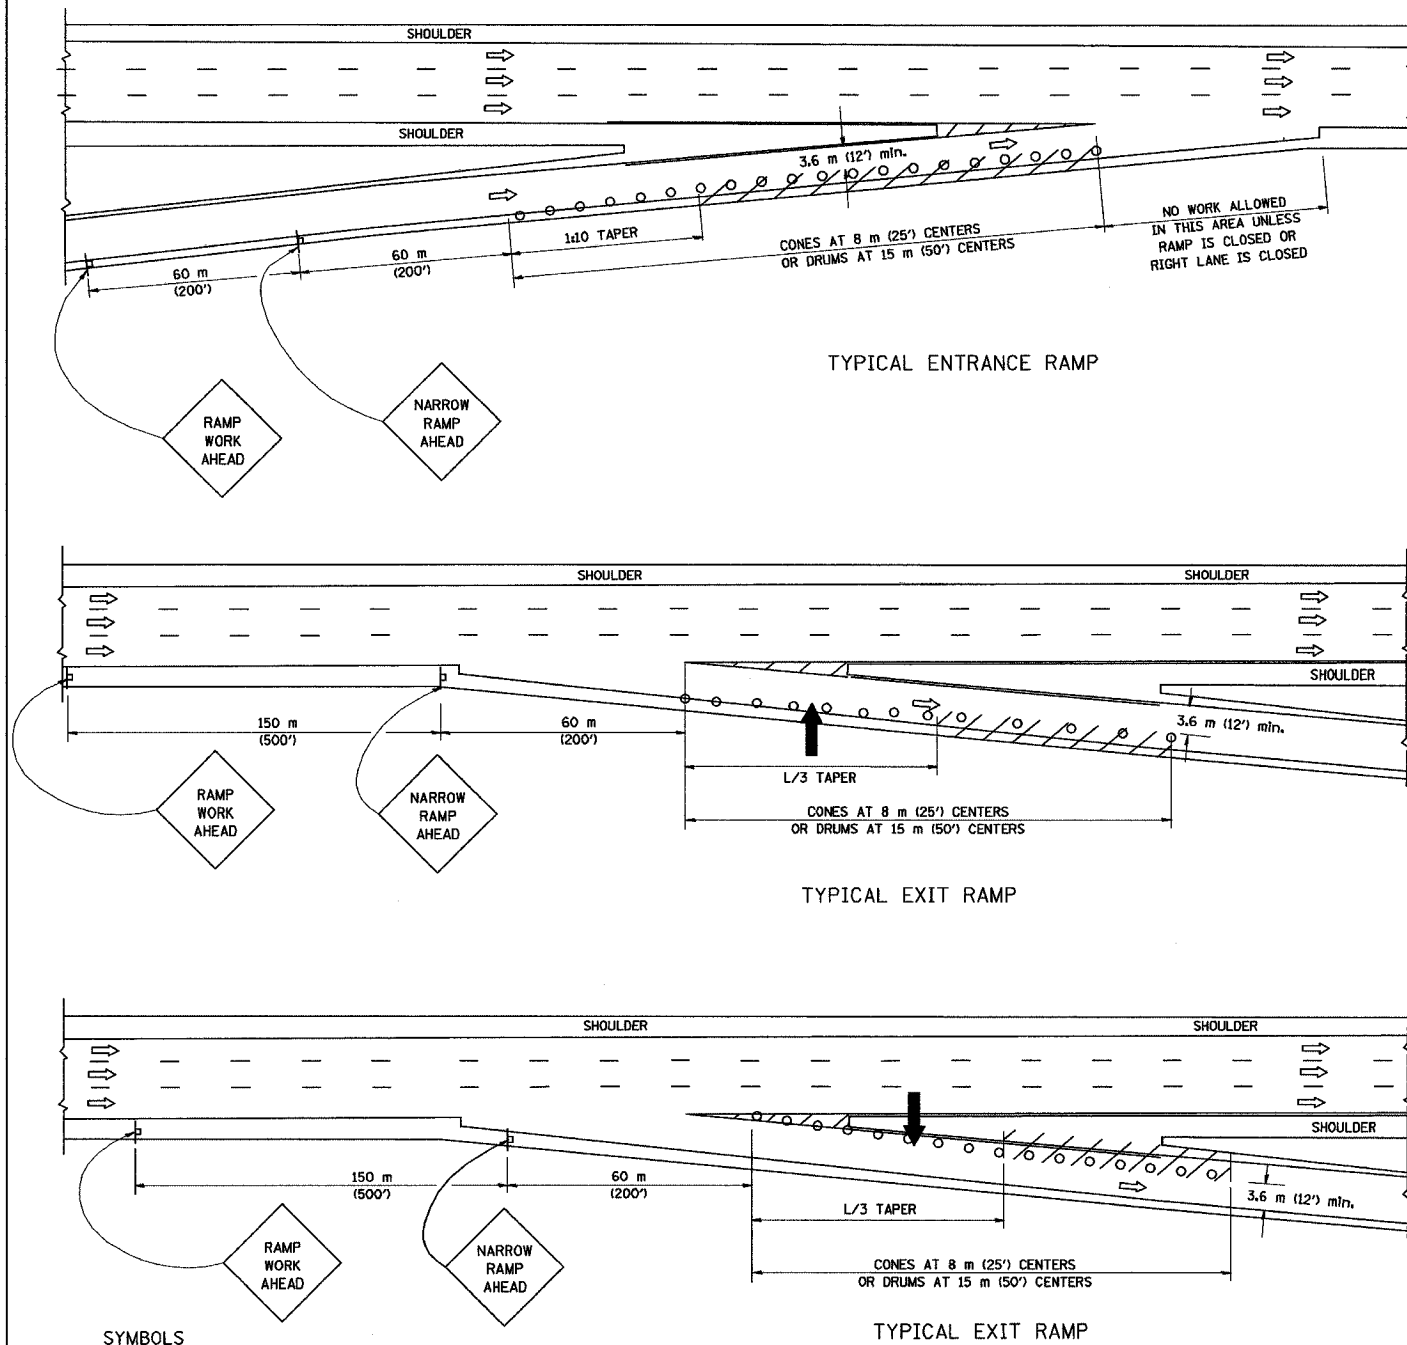 SHOULDER
SHOULDER
3.6 m (12') min.
1:10 TAPER
CONES AT 8 m (25') CENTERS
OR DRUMS AT 15 m (50') CENTERS
NO WORK ALLOWED
IN THIS AREA UNLESS
RAMP IS CLOSED OR
RIGHT LANE IS CLOSED
60 m
(200')
60 m
(200')
TYPICAL ENTRANCE RAMP
RAMP
WORK
AHEAD
NARROW
RAMP
AHEAD
SHOULDER
SHOULDER
SHOULDER
3.6 m (12') min.
150 m
(500')
60 m
(200')
L/3 TAPER
RAMP
WORK
AHEAD
NARROW
RAMP
AHEAD
CONES AT 8 m (25') CENTERS
OR DRUMS AT 15 m (50') CENTERS
TYPICAL EXIT RAMP
SHOULDER
SHOULDER
SHOULDER
150 m
(500')
60 m
(200')
3.6 m (12') min.
L/3 TAPER
RAMP
WORK
AHEAD
NARROW
RAMP
AHEAD
CONES AT 8 m (25') CENTERS
OR DRUMS AT 15 m (50') CENTERS
TYPICAL EXIT RAMP
SYMBOLS